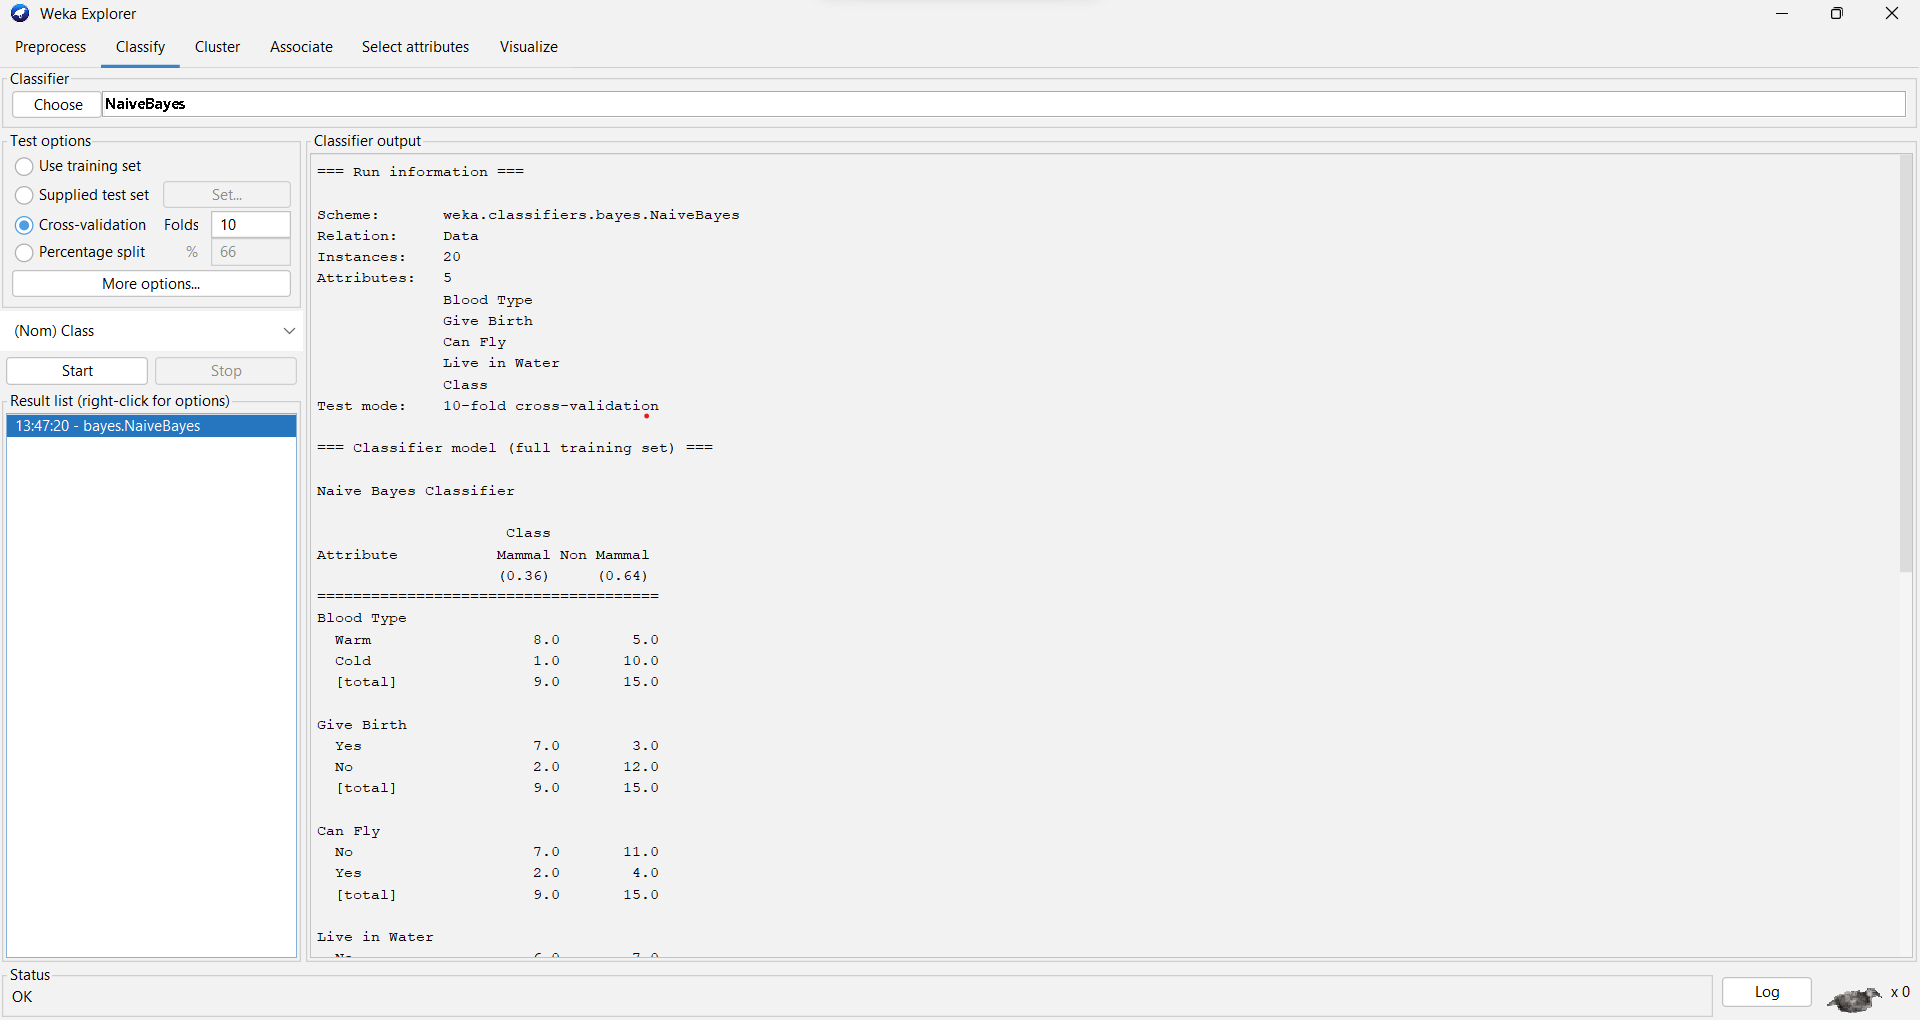 Weka Explorer
Preprocess Classify Cluster Associate Select attributes Visualize
Classifier
Choose NaiveBayes
Test options
Use training set
Supplied test set Set...
Cross-validation Folds 10
Percentage split % 66
More options...
(Nom) Class
Start Stop
Result list (right-click for options)
13:47:20 - bayes.NaiveBayes
Classifier output
=== Run information ===
Scheme: weka.classifiers.bayes.NaiveBayes
Relation: Data
Instances: 20
Attributes: 5
Blood Type
Give Birth
Can Fly
Live in Water
Class
Test mode: 10-fold cross-validation
=== Classifier model (full training set) ===
Naive Bayes Classifier
Class
Attribute Mammal Non Mammal
(0.36) (0.64)
======================================
Blood Type
Warm 8.0 5.0
Cold 1.0 10.0
[total] 9.0 15.0
Give Birth
Yes 7.0 3.0
No 2.0 12.0
[total] 9.0 15.0
Can Fly
No 7.0 11.0
Yes 2.0 4.0
[total] 9.0 15.0
Live in Water
Status
OK
Log x 0